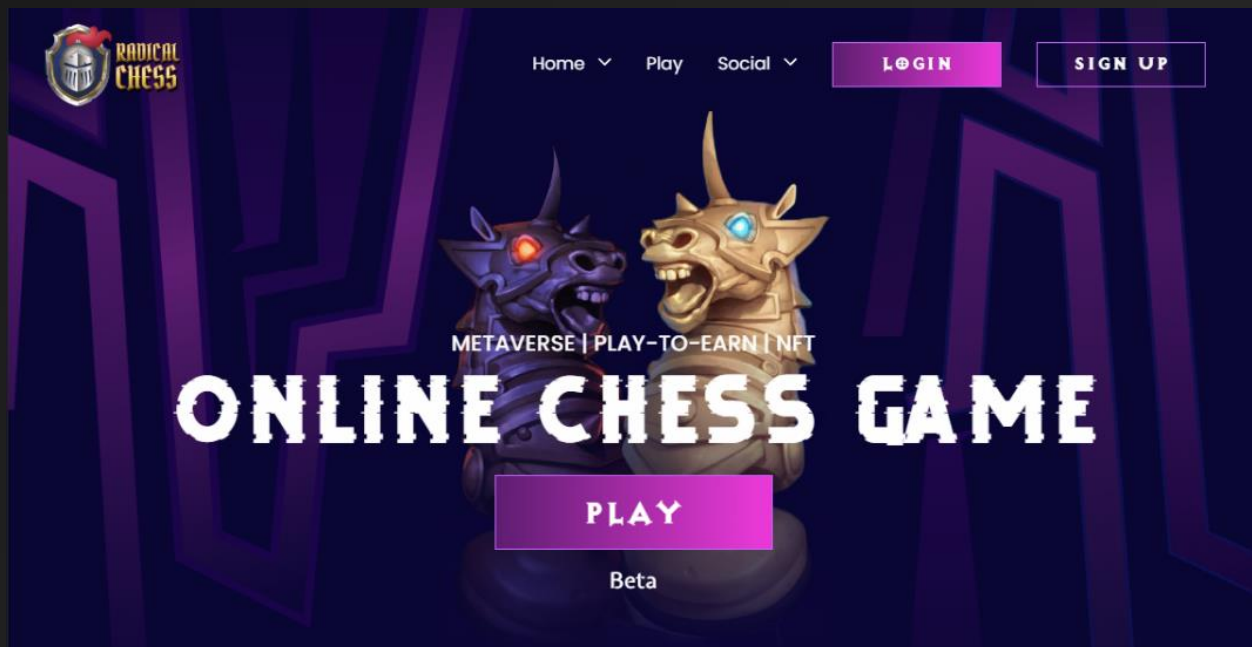 RADICAL
CHESS
Home Play Social LOGIN SIGN UP
METAVERSE | PLAY-TO-EARN | NFT
ONLINE CHESS GAME
PLAY
Beta